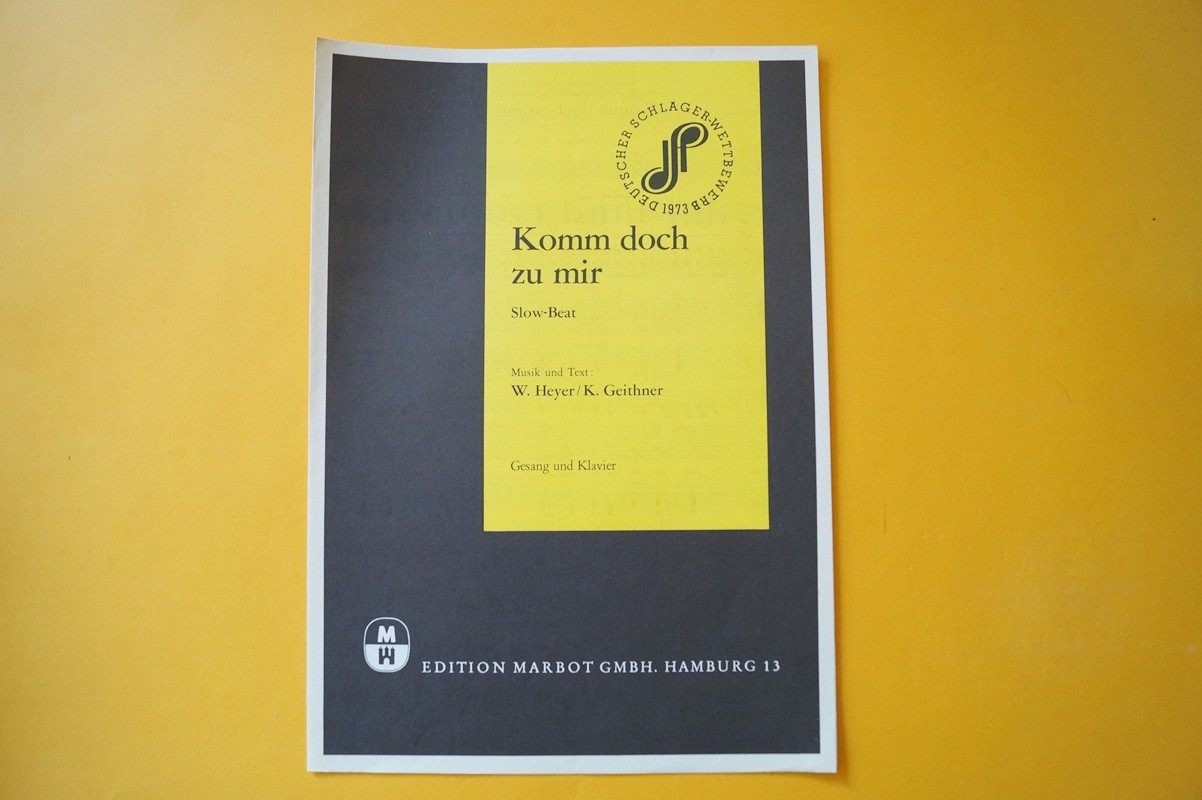 DEUTSCHER SCHLAGER-WETTBEWERB 1973
Komm doch
zu mir
Slow-Beat
Musik und Text:
W. Heyer/K. Geithner
Gesang und Klavier
M
EDITION MARBOT GMBH. HAMBURG 13